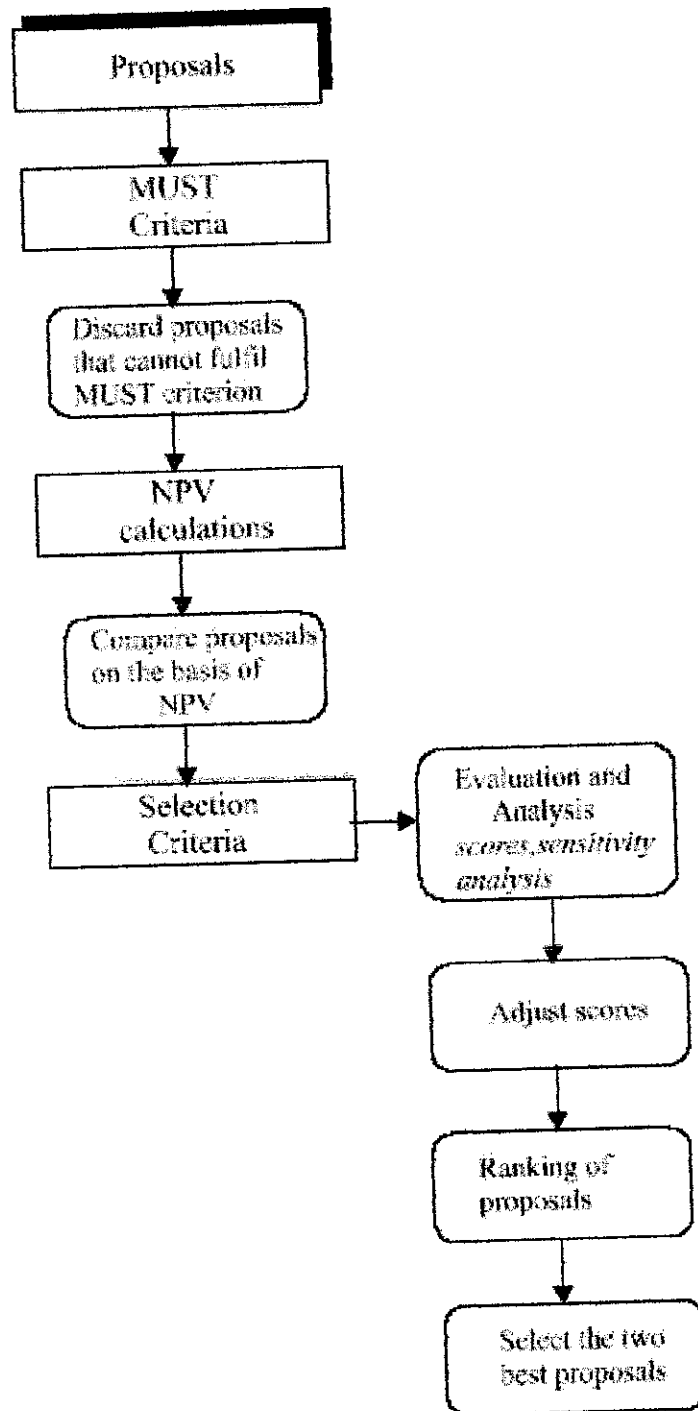 Proposals
MUST
Criteria
Discard proposals
that cannot fulfil
MUST criterion
NPV
calculations
Compare proposals
on the basis of
NPV
Selection
Criteria
Evaluation and
Analysis
scores,sensitivity
analysis
Adjust scores
Ranking of
proposals
Select the two
best proposals